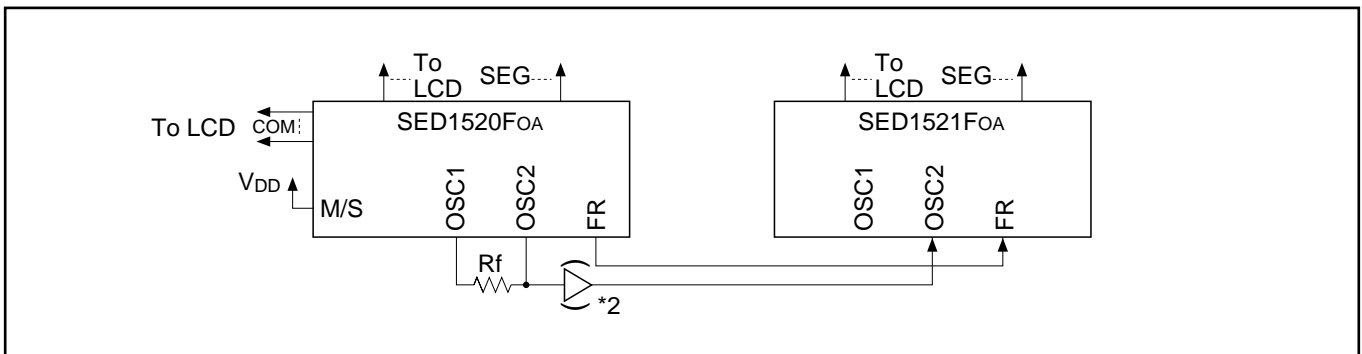 To
LCD
SEG
To LCD
COM
SED1520FOA
VDD
M/S
OSC1
OSC2
FR
Rf
*2
To
LCD
SEG
SED1521FOA
OSC1
OSC2
FR